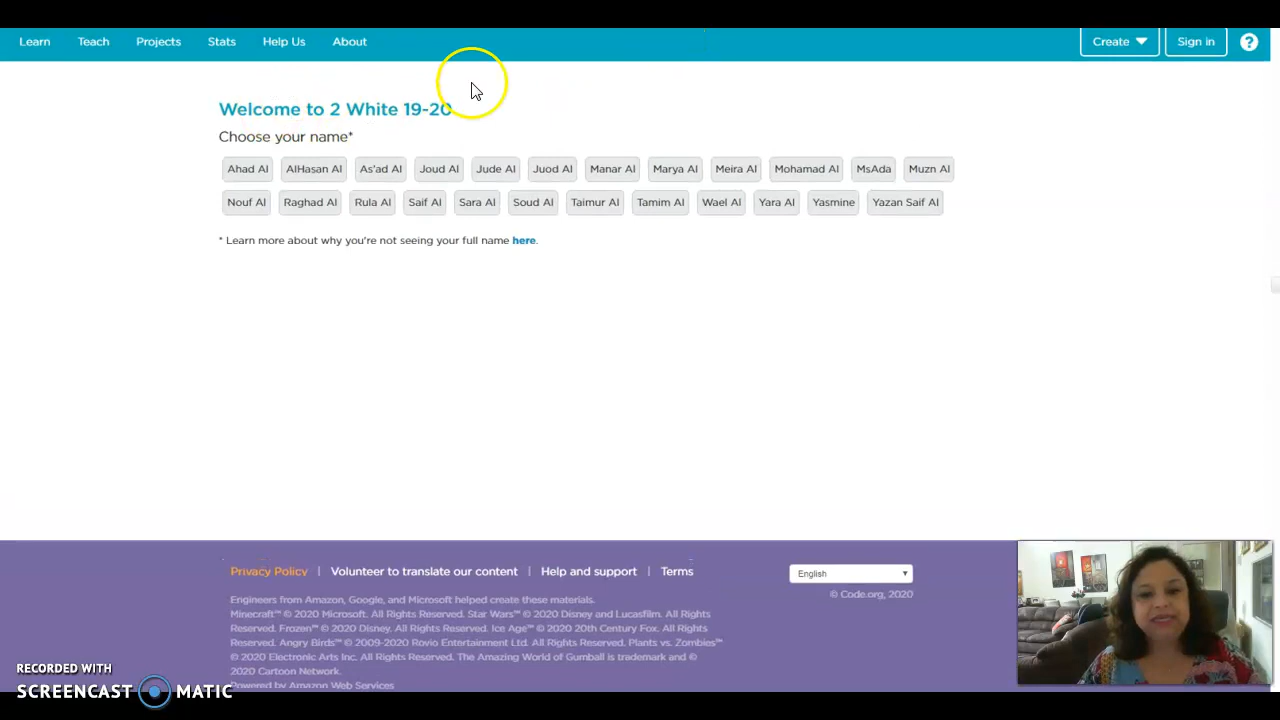 Learn Teach Projects Stats Help Us About Create Sign in ?
Welcome to 2 White 19-20
Choose your name*
Ahad Al AlHasan Al As'ad Al Joud Al Jude Al Juod Al Manar Al Marya Al Meira Al Mohamad Al MsAda Muzn Al
Nouf Al Raghad Al Rula Al Saif Al Sara Al Soud Al Taimur Al Tamim Al Wael Al Yara Al Yasmine Yazan Saif Al
* Learn more about why you're not seeing your full name here.
Privacy Policy | Volunteer to translate our content | Help and support | Terms
English
© Code.org, 2020
Engineers from Amazon, Google, and Microsoft helped create these materials.
Minecraft™ © 2020 Microsoft. All Rights Reserved. Star Wars™ © 2020 Disney and Lucasfilm. All
Rights Reserved. Frozen™ © 2020 Disney. All Rights Reserved. Ice Age™ © 2020 20th Century Fox. All
Rights Reserved. Angry Birds™ © 2009-2020 Rovio Entertainment Ltd. All Rights Reserved. Plants vs. Zombies™
© 2020 Electronic Arts Inc. All Rights Reserved. The Amazing World of Gumball is trademark and ©
2020 Cartoon Network.
Powered by Amazon Web Services
RECORDED WITH
SCREENCAST MATIC